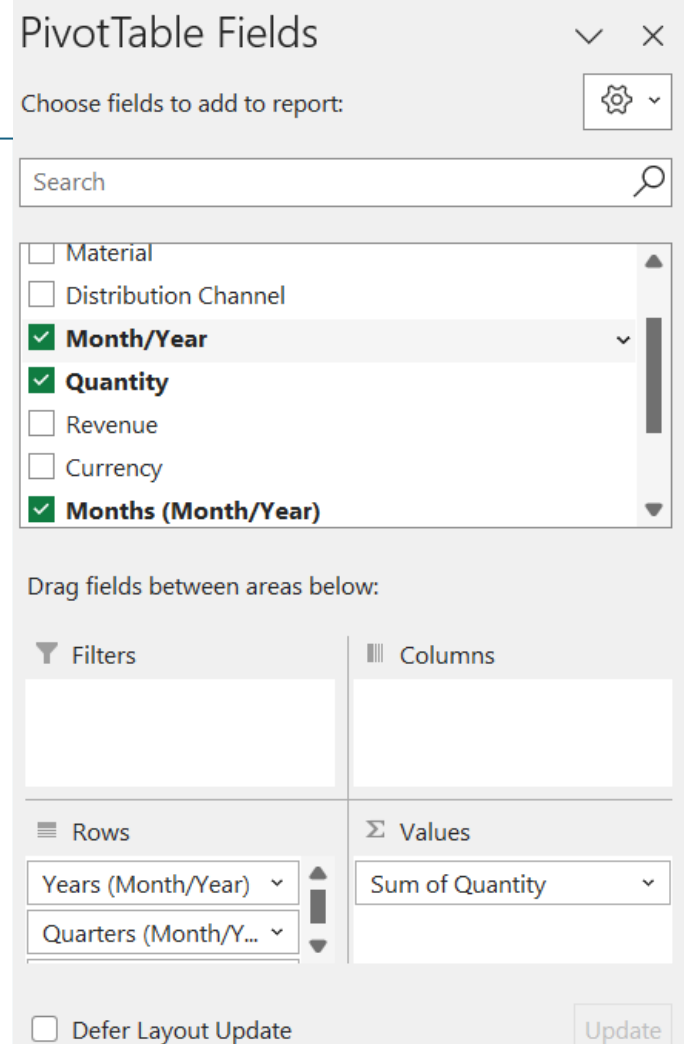 PivotTable Fields
Choose fields to add to report:
Search
Material
Distribution Channel
Month/Year
Quantity
Revenue
Currency
Months (Month/Year)
Drag fields between areas below:
Filters
Columns
Rows
Σ Values
Years (Month/Year)
Sum of Quantity
Quarters (Month/Y...
Defer Layout Update
Update